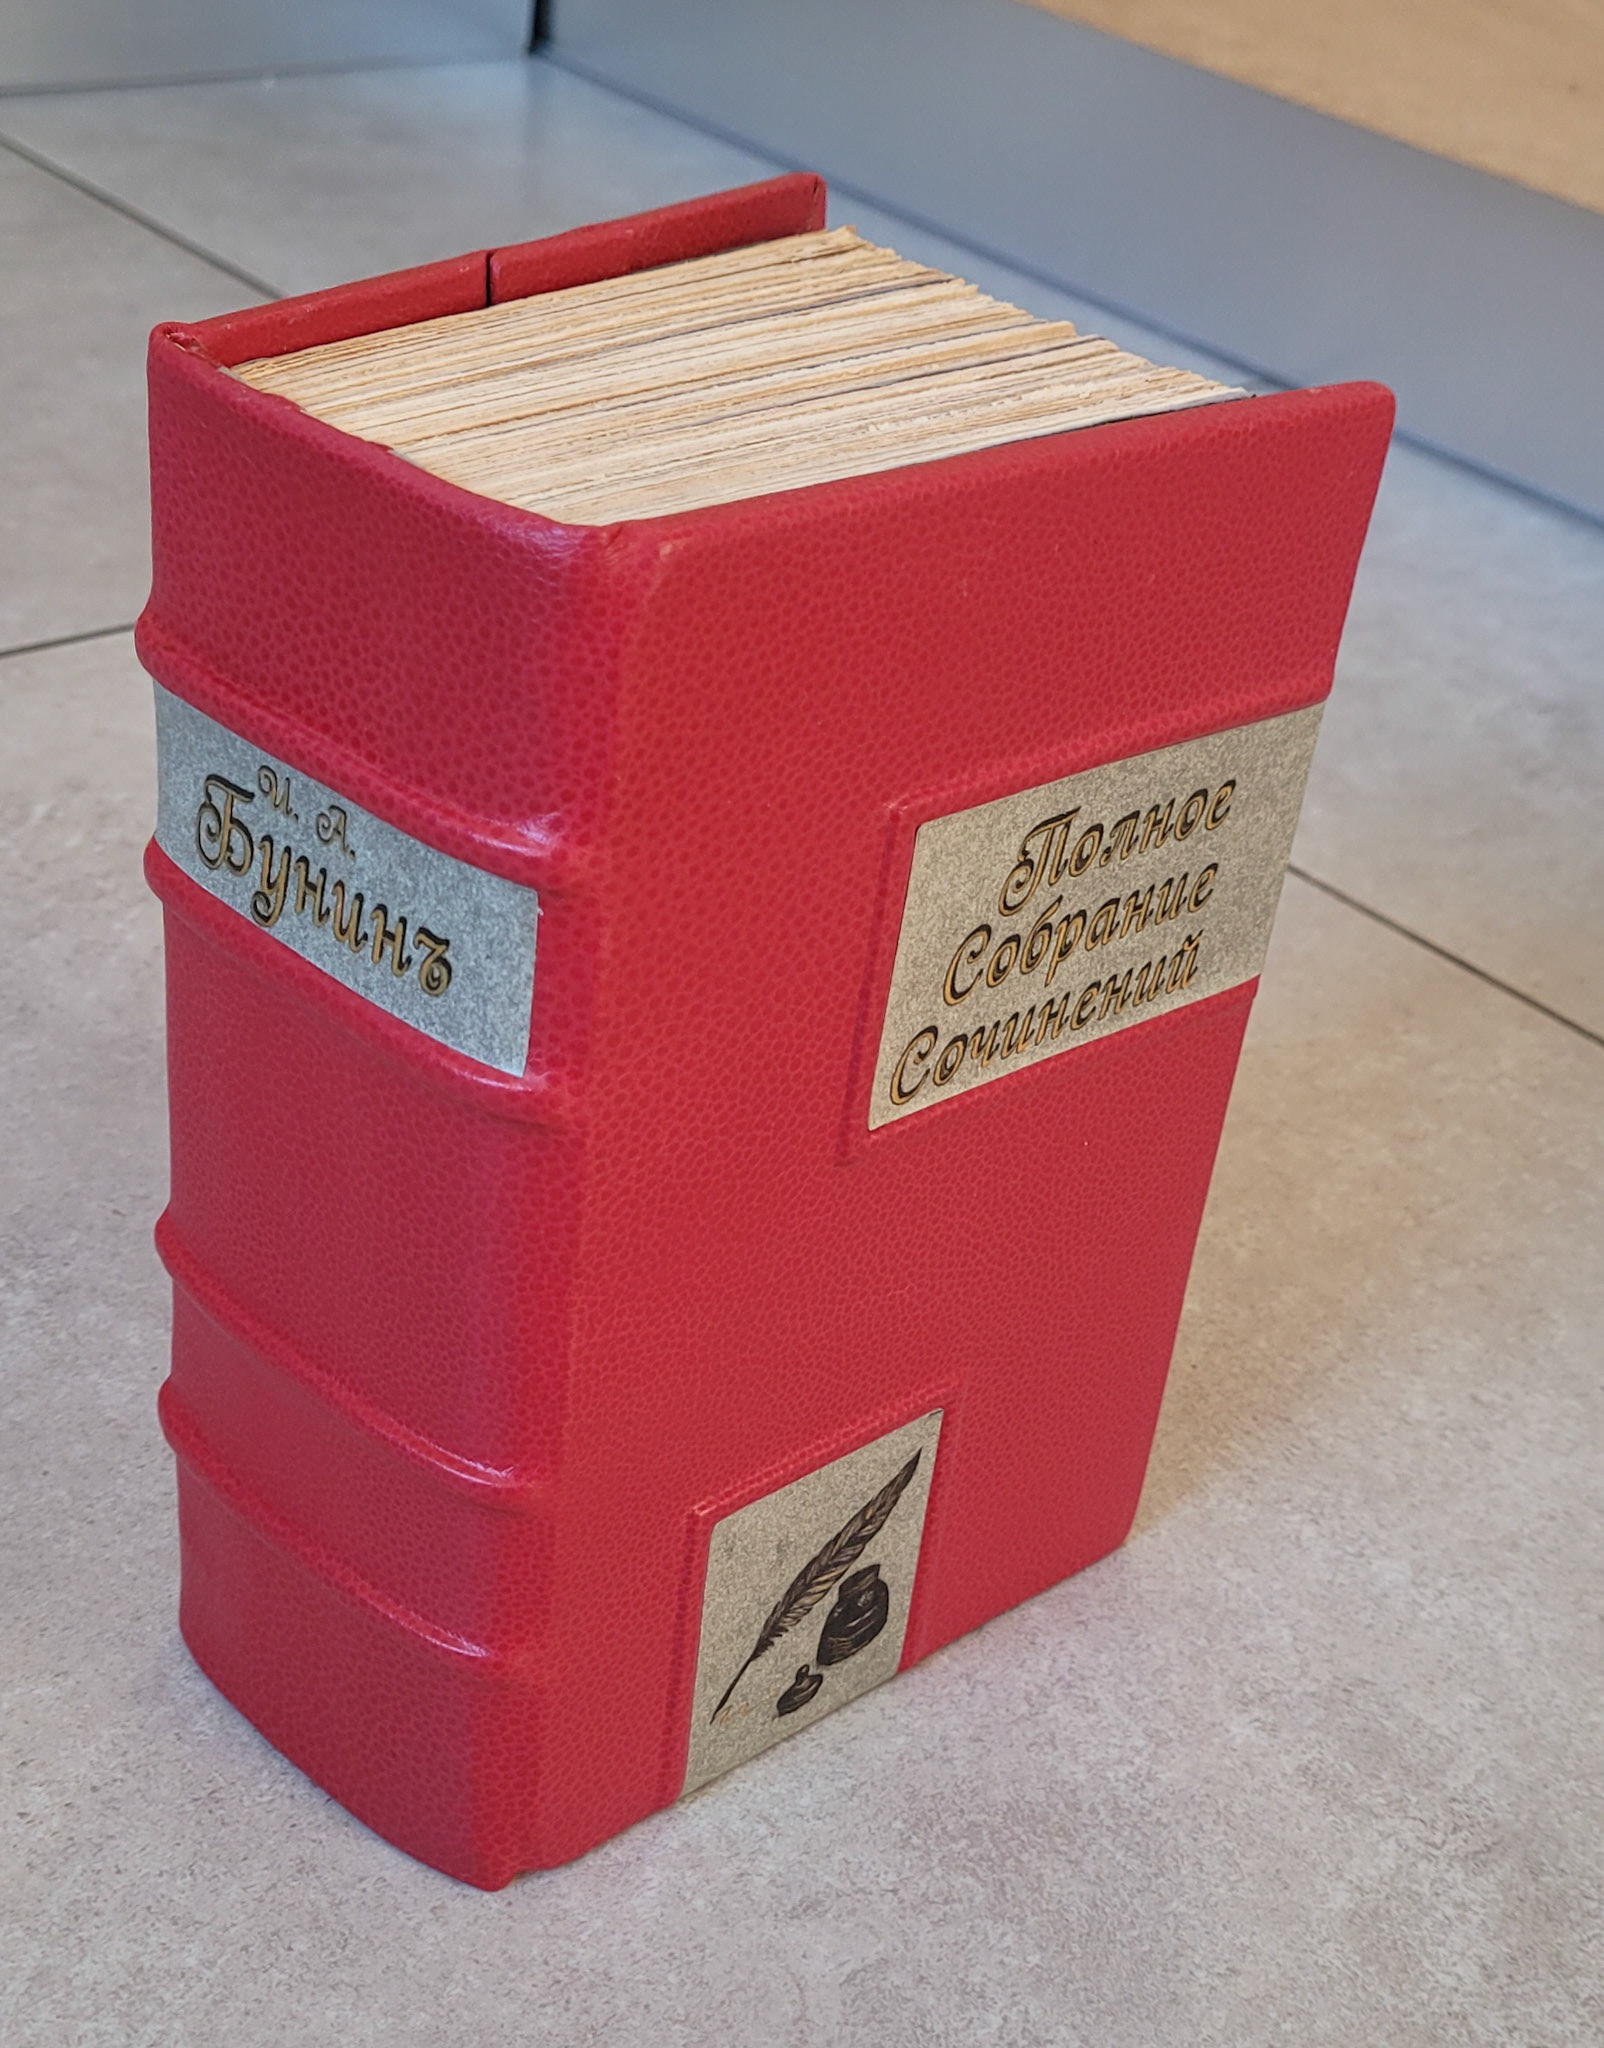 И. А.
Бунинъ
Полное
Собрание
Сочинений